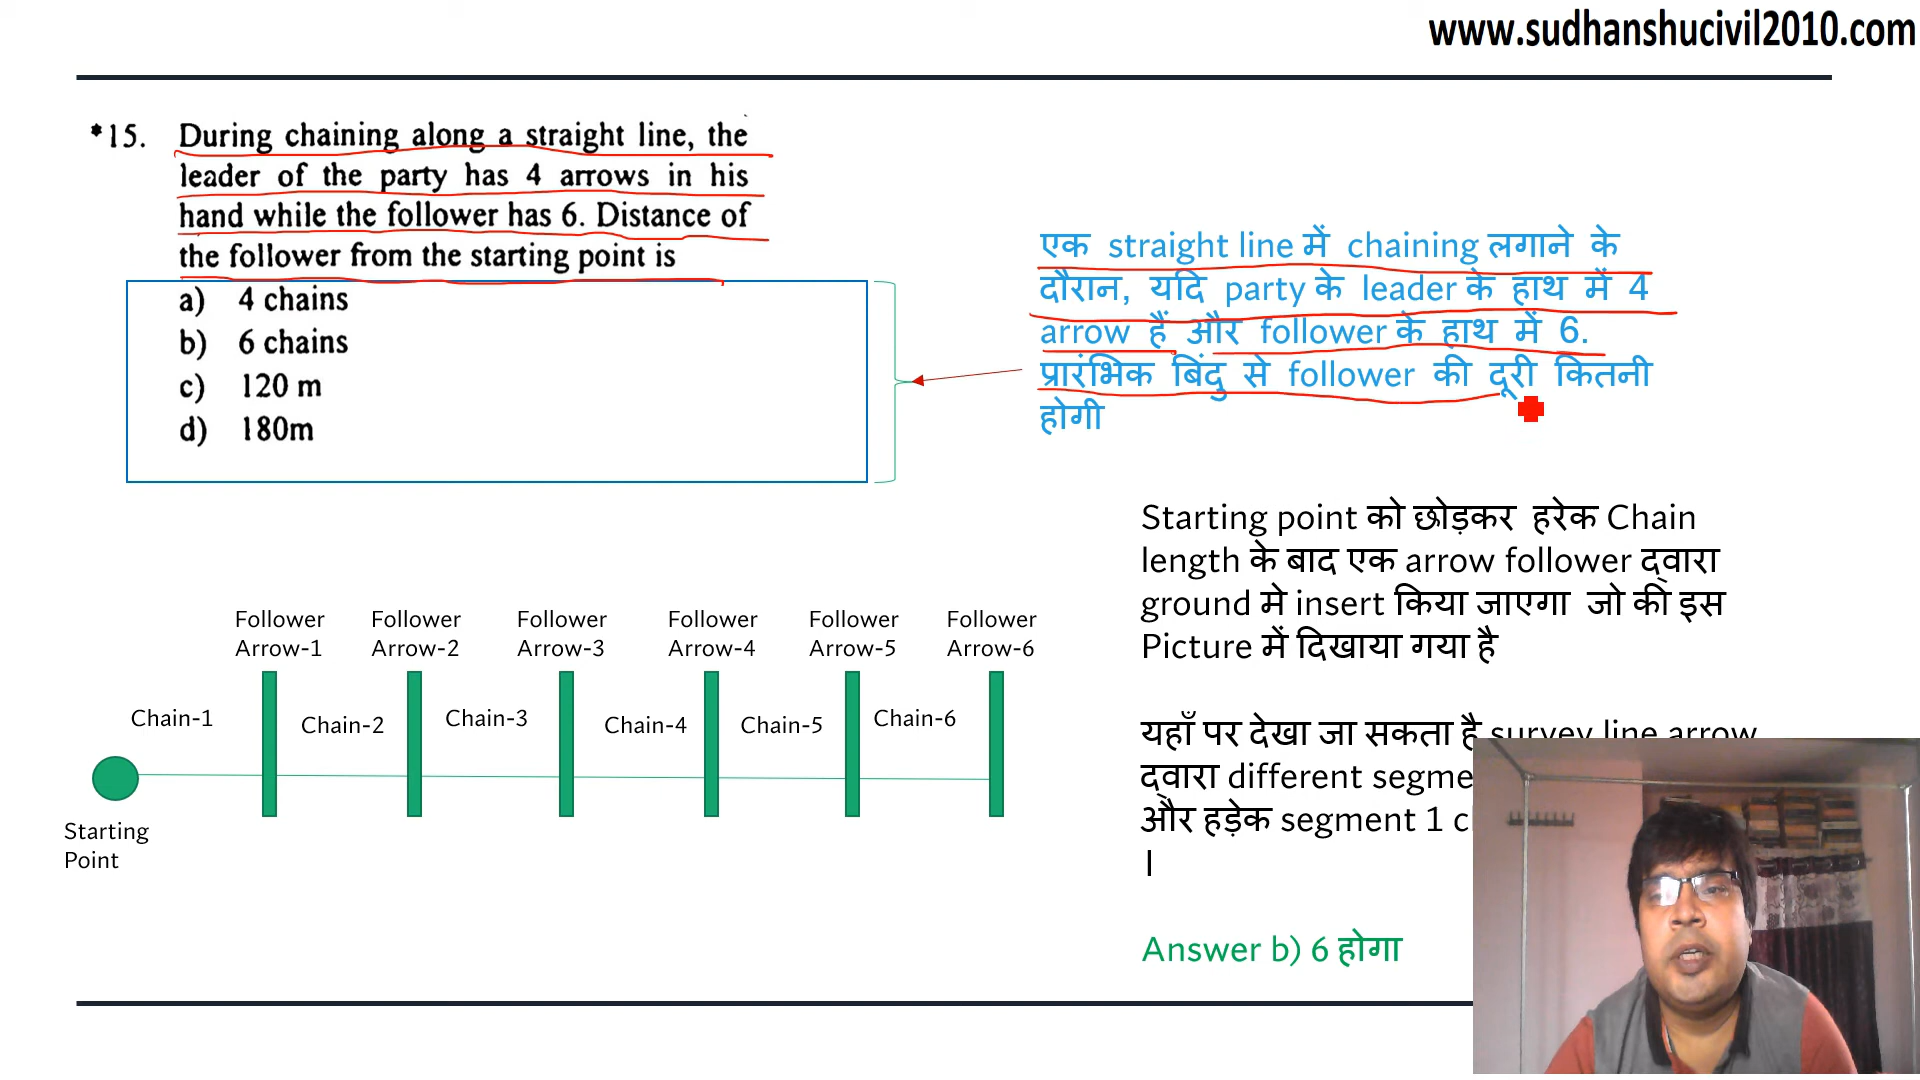 www.sudhanshucivil2010.com
*15. During chaining along a straight line, the
leader of the party has 4 arrows in his
hand while the follower has 6. Distance of
the follower from the starting point is
a) 4 chains
b) 6 chains
c) 120 m
d) 180m
एक straight line में chaining लगाने के
दौरान, यदि party के leader के हाथ में 4
arrow हैं और follower के हाथ में 6.
प्रारंभिक बिंदु से follower की दूरी कितनी
होगी
Starting point को छोड़कर हरेक Chain
length के बाद एक arrow follower द्वारा
ground मे insert किया जाएगा जो की इस
Picture में दिखाया गया है
यहाँ पर देखा जा सकता है survey line arrow
द्वारा different segme
और हड़ेक segment 1
।
Answer b) 6 होगा
Follower Follower Follower Follower Follower Follower
Arrow-1 Arrow-2 Arrow-3 Arrow-4 Arrow-5 Arrow-6
Chain-1 Chain-2 Chain-3 Chain-4 Chain-5 Chain-6
Starting
Point